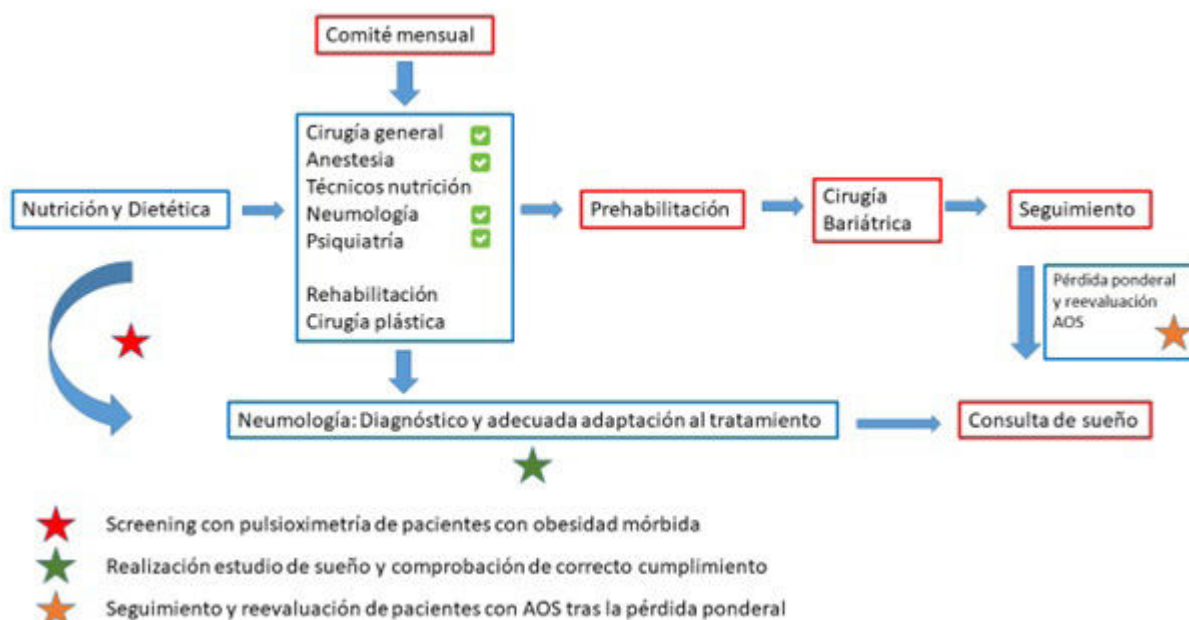 Comité mensual
Cirugía general
Anestesia
Técnicos nutrición
Neumología
Psiquiatría
Rehabilitación
Cirugía plástica
Nutrición y Dietética
Prehabilitación
Cirugía
Bariátrica
Seguimiento
Pérdida ponderal
y reevaluación
AOS
Neumología: Diagnóstico y adecuada adaptación al tratamiento
Consulta de sueño
Screening con pulsioximetría de pacientes con obesidad mórbida
Realización estudio de sueño y comprobación de correcto cumplimiento
Seguimiento y reevaluación de pacientes con AOS tras la pérdida ponderal